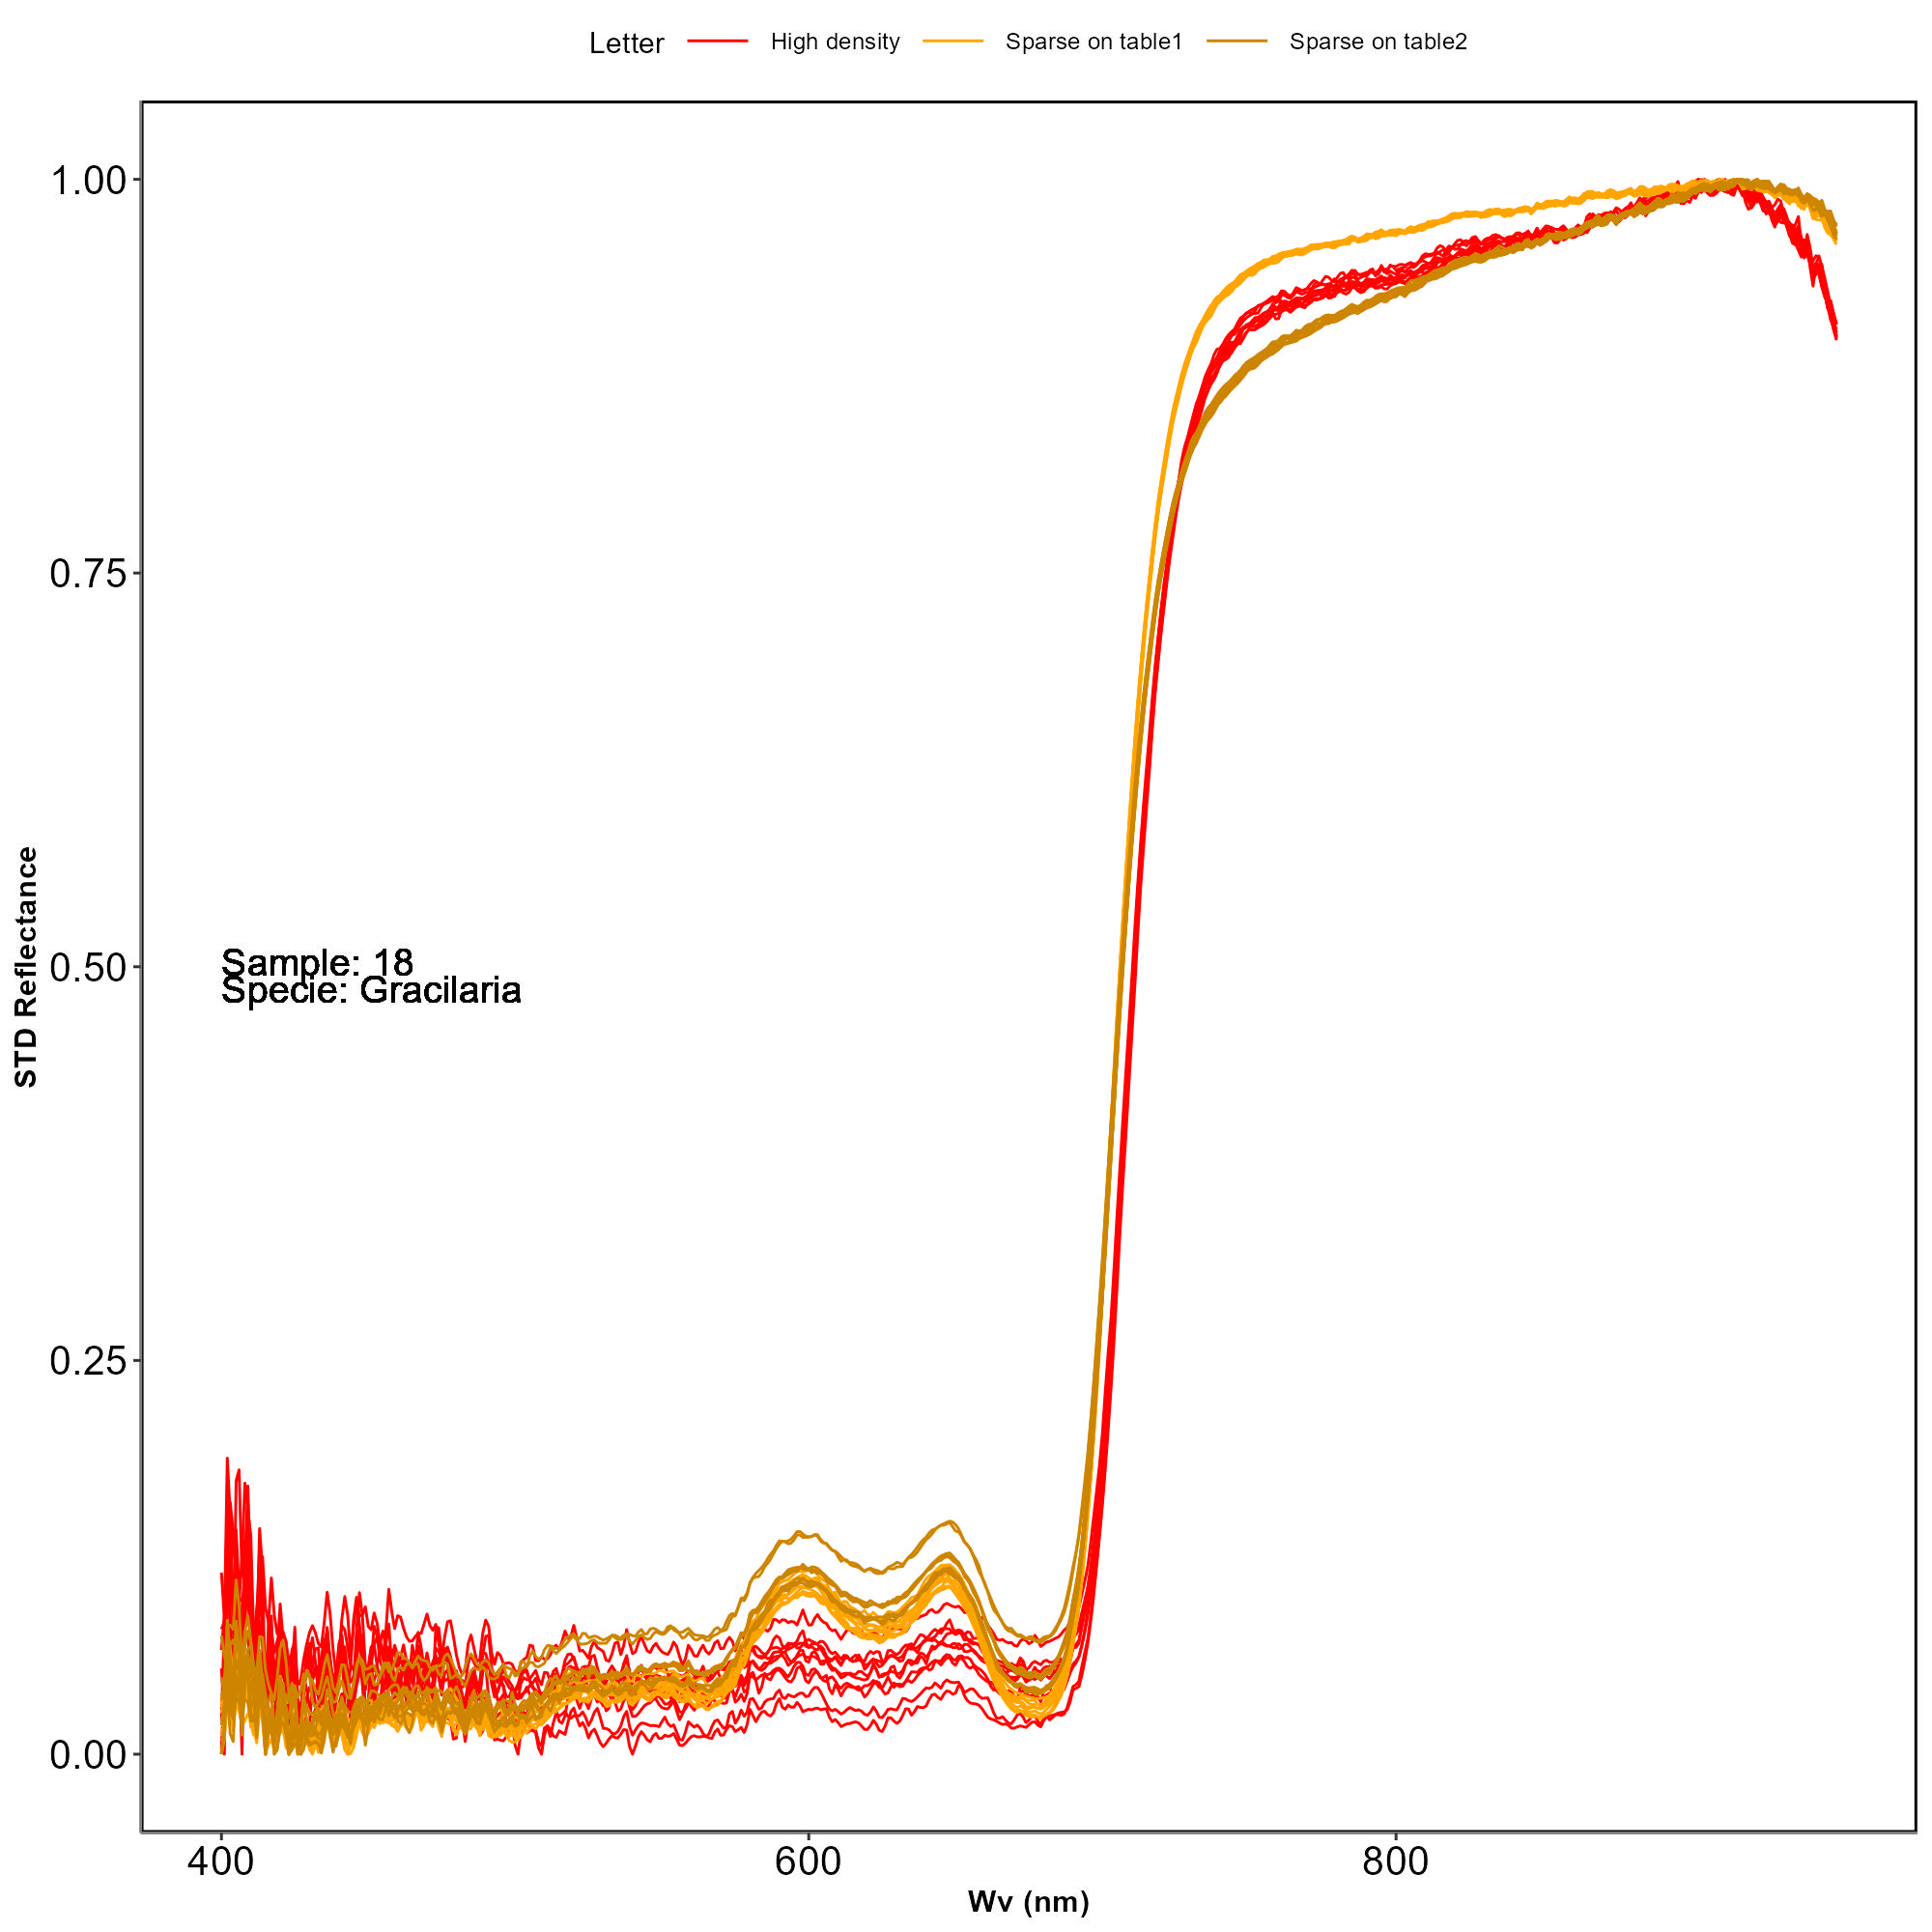 Letter High density Sparse on table1 Sparse on table2
1.00
0.75
0.50
0.25
0.00
STD Reflectance
Sample: 18
Specie: Gracilaria
400 600 800
Wv (nm)